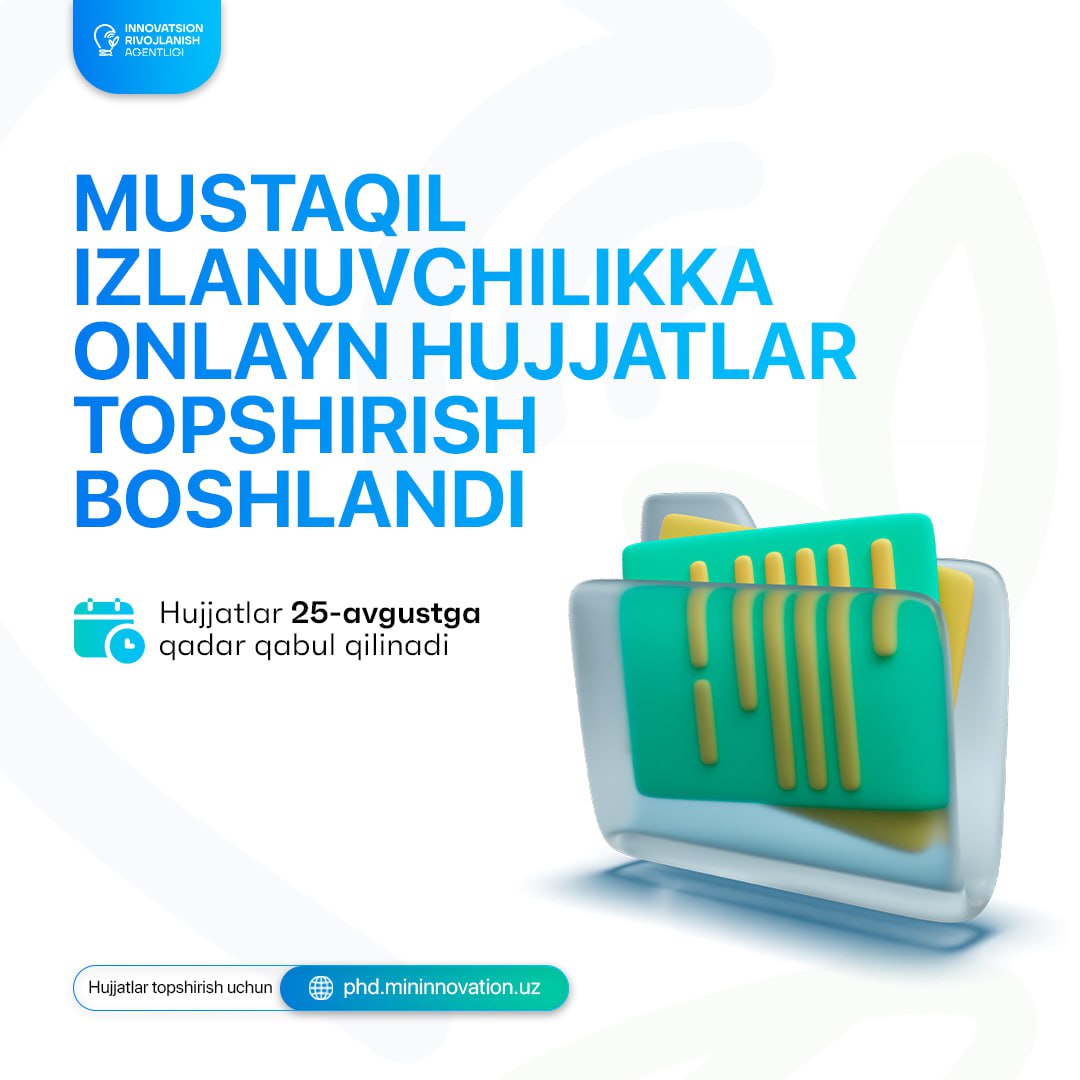 INNOVATSION
RIVOJLANISH
AGENTLIGI
MUSTAQIL
IZLANUVCHILIKKA
ONLAYN HUJJATLAR
TOPSHIRISH
BOSHLANDI
Hujjatlar 25-avgustga
qadar qabul qilinadi
Hujjatlar topshirish uchun phd.mininnovation.uz